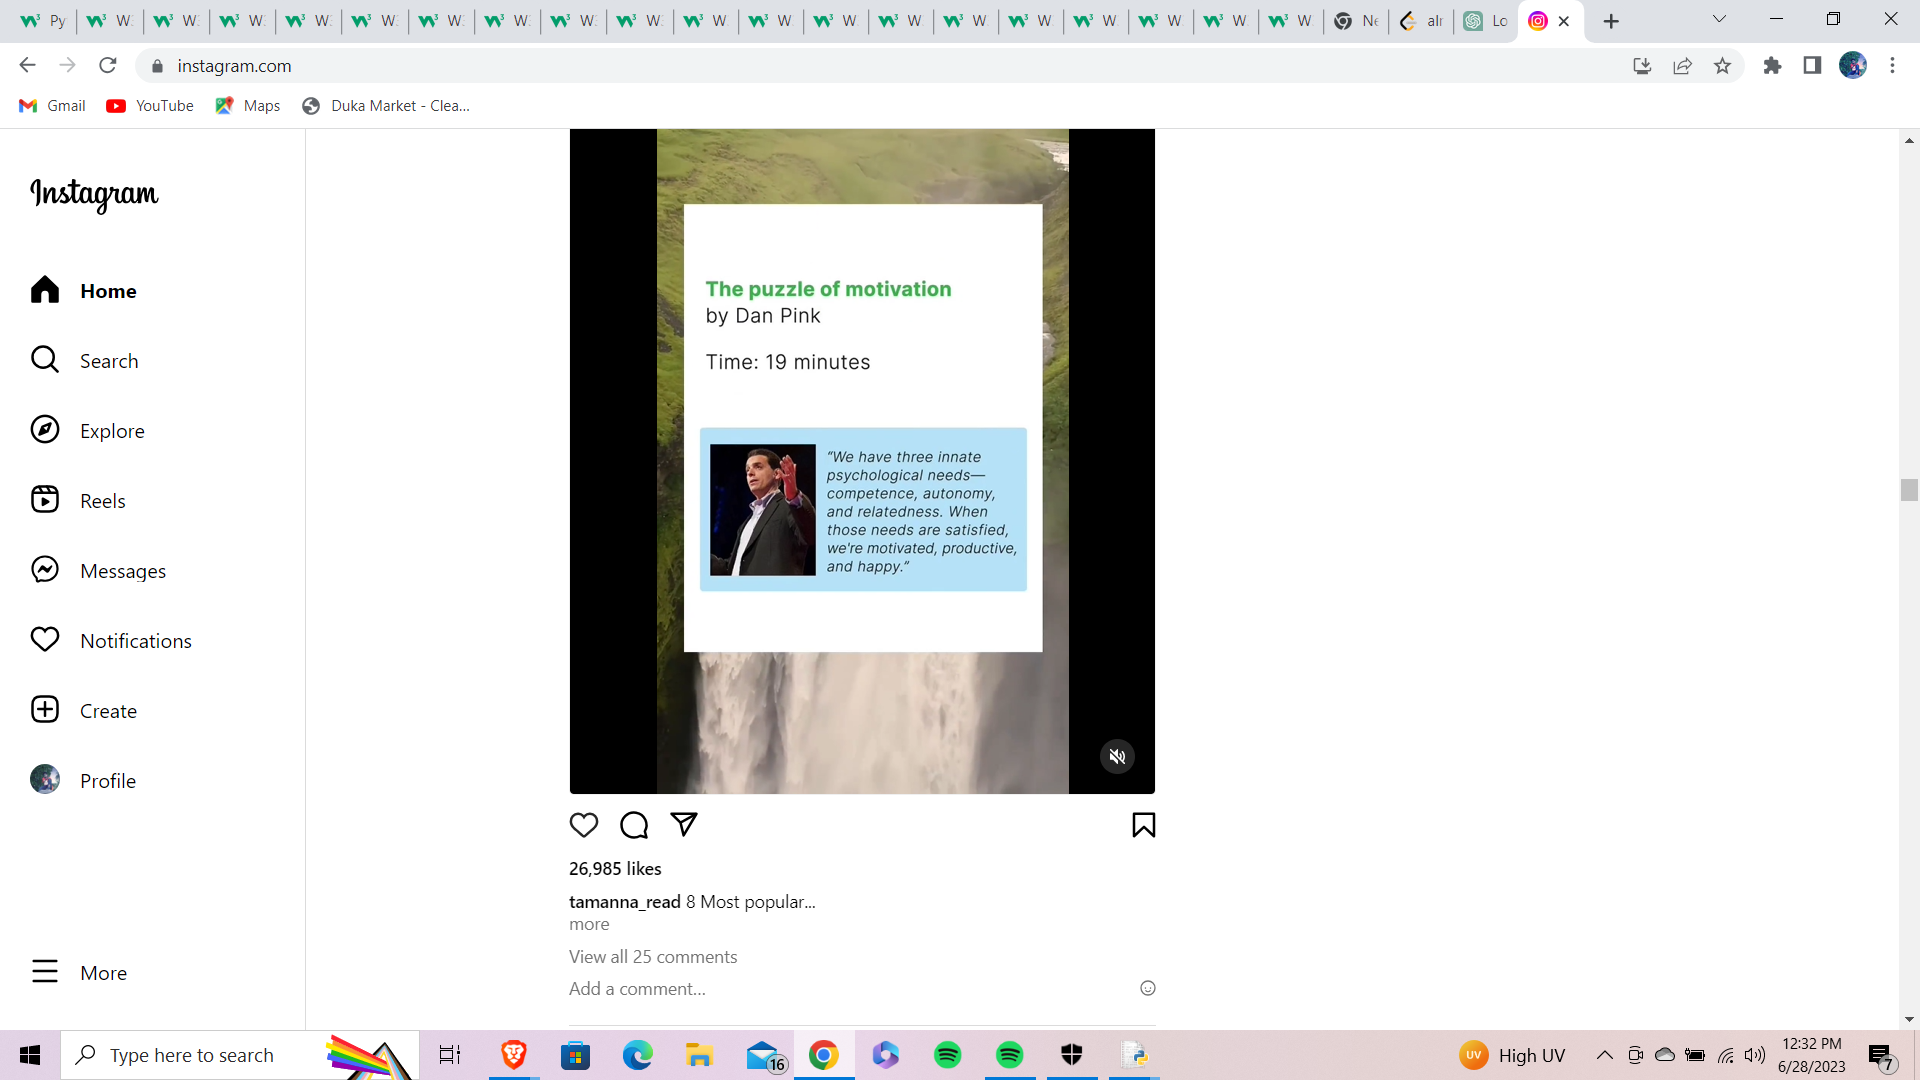 Py W W W W W W W W W W W W W W W W W W W Ne alr Lo
instagram.com
Gmail YouTube Maps Duka Market - Clea...
Instagram
Home
Search
Explore
Reels
Messages
Notifications
Create
Profile
More
The puzzle of motivation
by Dan Pink
Time: 19 minutes
“We have three innate
psychological needs—
competence, autonomy,
and relatedness. When
those needs are satisfied,
we're motivated, productive,
and happy.”
26,985 likes
tamanna_read 8 Most popular...
more
View all 25 comments
Add a comment...
Type here to search
16
UV High UV
12:32 PM
6/28/2023
7